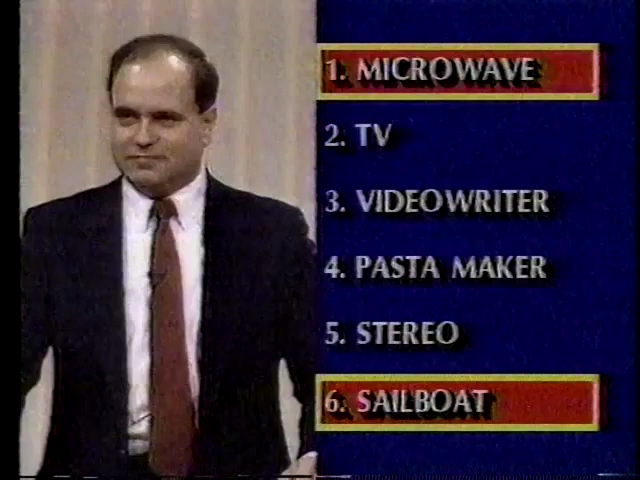 1. MICROWAVE
2. TV
3. VIDEOWRITER
4. PASTA MAKER
5. STEREO
6. SAILBOAT